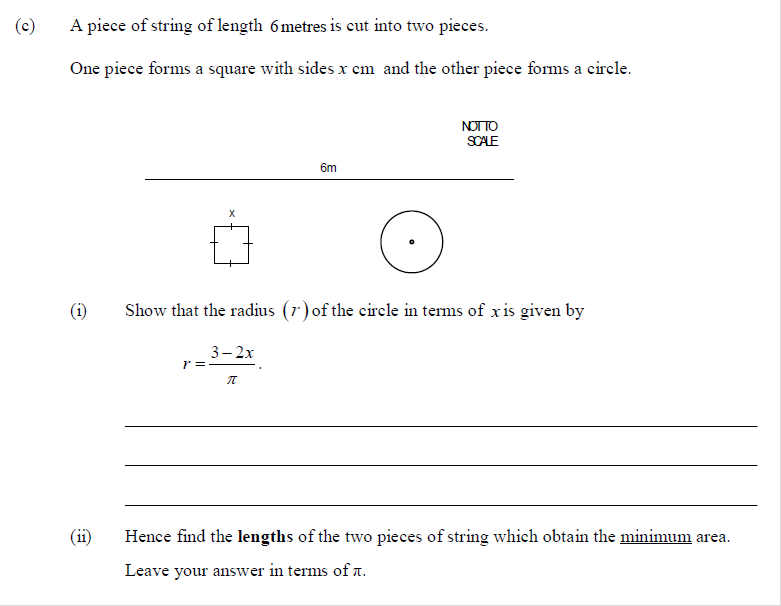 (c) A piece of string of length 6 metres is cut into two pieces.
One piece forms a square with sides x cm and the other piece forms a circle.
NOT TO
SCALE
6m
x
(i) Show that the radius (r) of the circle in terms of x is given by
r = (3 − 2x) / π .
(ii) Hence find the lengths of the two pieces of string which obtain the minimum area.
Leave your answer in terms of π.